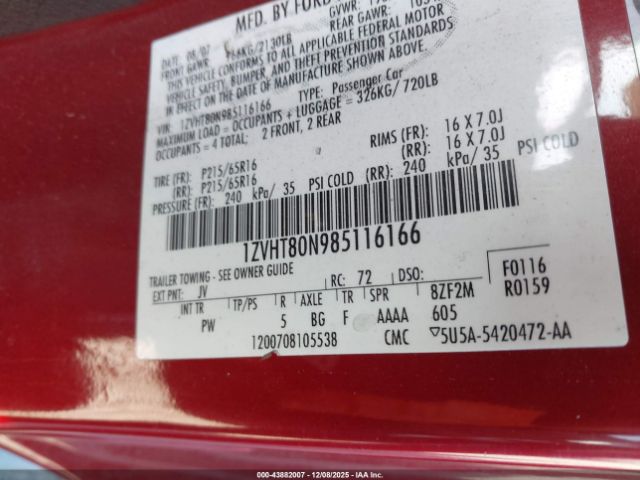 MFD. BY FORD
DATE: 08/07 GVWR:
FRONT GAWR: 966KG/2130LB REAR GAWR:
THIS VEHICLE CONFORMS TO ALL APPLICABLE FEDERAL MOTOR
VEHICLE SAFETY, BUMPER, AND THEFT PREVENTION STANDARDS
IN EFFECT ON THE DATE OF MANUFACTURE SHOWN ABOVE.
VIN: 1ZVHT80N985116166 TYPE: Passenger Car
MAXIMUM LOAD = OCCUPANTS + LUGGAGE = 326KG/720LB
OCCUPANTS = 4 TOTAL; 2 FRONT, 2 REAR
TIRE (FR): P215/65R16 RIMS (FR): 16 X 7.0J
(RR): P215/65R16 (RR): 16 X 7.0J
PRESSURE (FR): 240 kPa/ 35 PSI COLD (RR): 240 kPa/ 35 PSI COLD
1ZVHT80N985116166
TRAILER TOWING - SEE OWNER GUIDE
EXT PNT: JV RC: 72 DSO: F0116
INT TR TP/PS R AXLE TR SPR 8ZF2M R0159
PW 5 BG F AAAA 605
1200708105538 CMC ▽5U5A-5420472-AA
000-43882007 12/08/2025 - IAA Inc.